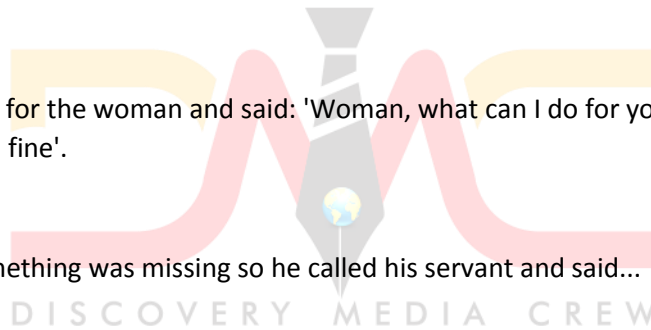 for the woman and said: 'Woman, what can I do for yo
fine'.
mething was missing so he called his servant and said...
DISCOVERY MEDIA CREW